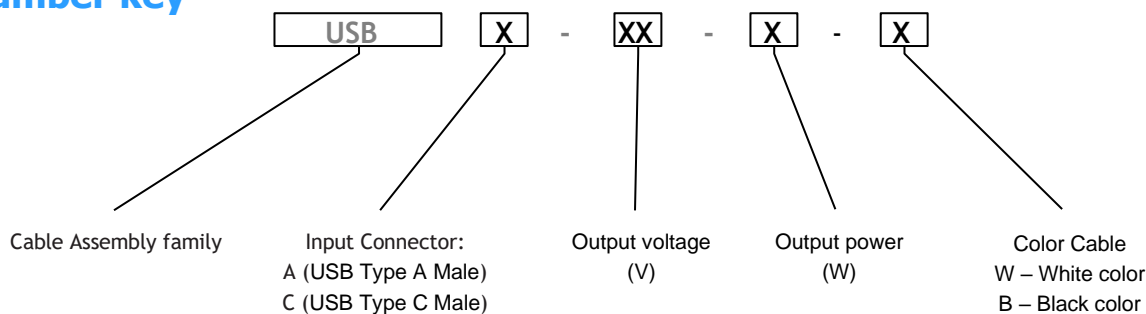 key
USB X - XX - X - X
Cable Assembly family
Input Connector:
A (USB Type A Male)
C (USB Type C Male)
Output voltage
(V)
Output power
(W)
Color Cable
W – White color
B – Black color